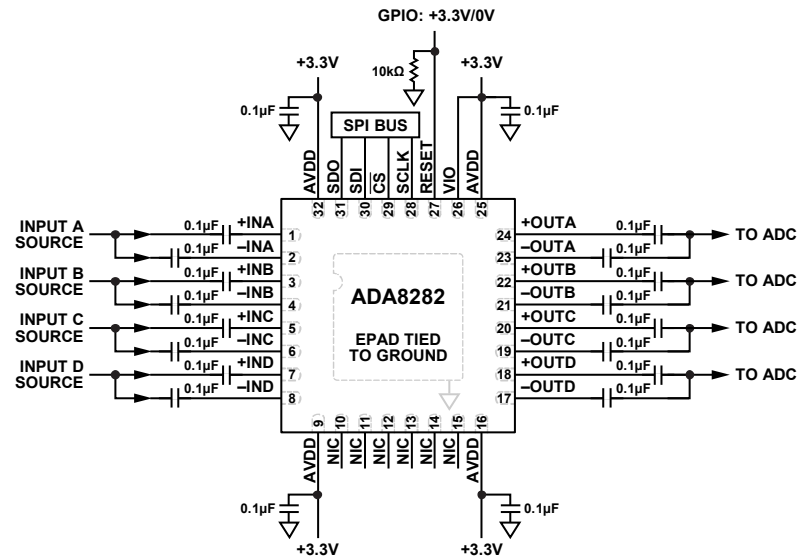 GPIO: +3.3V/0V
+3.3V
10kΩ
+3.3V
0.1µF
0.1µF
SPI BUS
AVDD
SDO
SDI
CS
SCLK
RESET
VIO
AVDD
32
31
30
29
28
27
26
25
INPUT A
SOURCE
0.1µF
+INA
1
0.1µF
–INA
2
INPUT B
SOURCE
0.1µF
+INB
3
0.1µF
–INB
4
INPUT C
SOURCE
0.1µF
+INC
5
0.1µF
–INC
6
INPUT D
SOURCE
0.1µF
+IND
7
0.1µF
–IND
8
ADA8282
EPAD TIED
TO GROUND
24
+OUTA
0.1µF
TO ADC
23
–OUTA
0.1µF
22
+OUTB
0.1µF
TO ADC
21
–OUTB
0.1µF
20
+OUTC
0.1µF
TO ADC
19
–OUTC
0.1µF
18
+OUTD
0.1µF
TO ADC
17
–OUTD
0.1µF
9
10
11
12
13
14
15
16
AVDD
NIC
NIC
NIC
NIC
NIC
NIC
AVDD
0.1µF
0.1µF
+3.3V
+3.3V